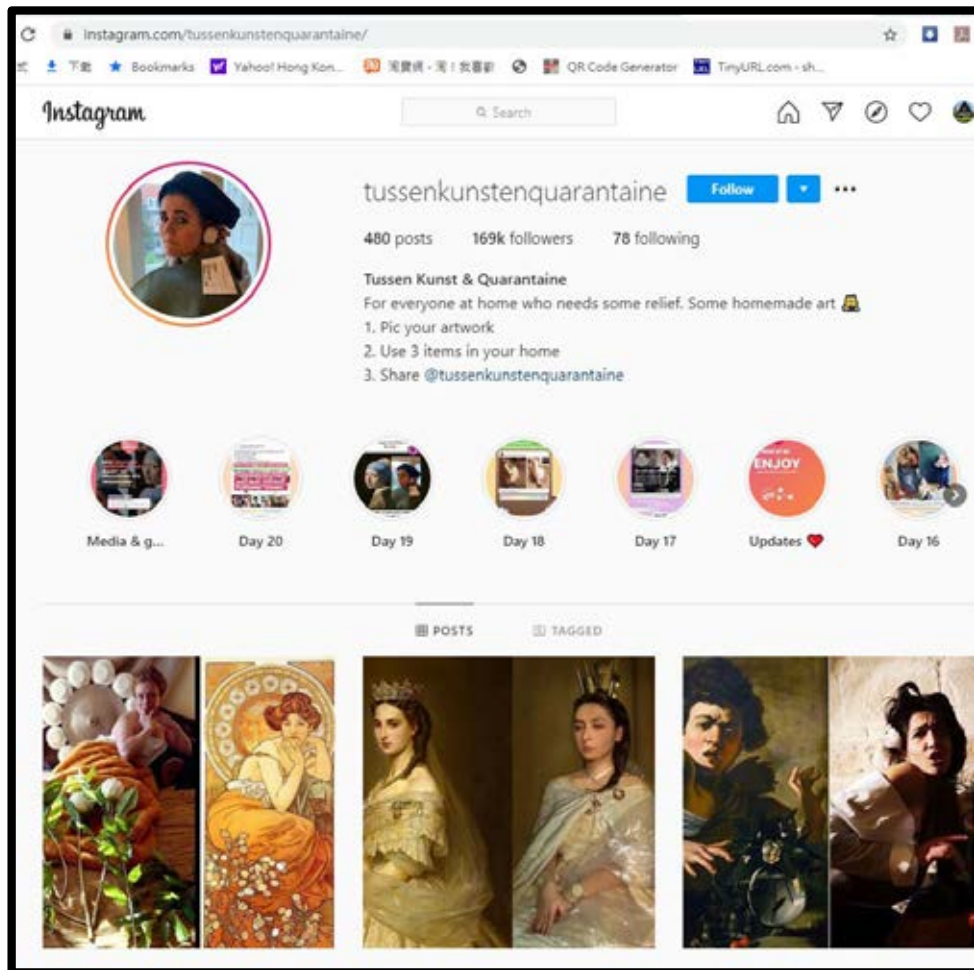 instagram.com/tussenkunstenquarantaine/
下載 Bookmarks Yahoo! Hong Kon... QR Code Generator TinyURL.com - sh...
Instagram
Search
tussenkunstenquarantaine Follow
480 posts 169k followers 78 following
Tussen Kunst & Quarantaine
For everyone at home who needs some relief. Some homemade art
1. Pic your artwork
2. Use 3 items in your home
3. Share @tussenkunstenquarantaine
ENJOY
Media & g... Day 20 Day 19 Day 18 Day 17 Updates Day 16
POSTS TAGGED